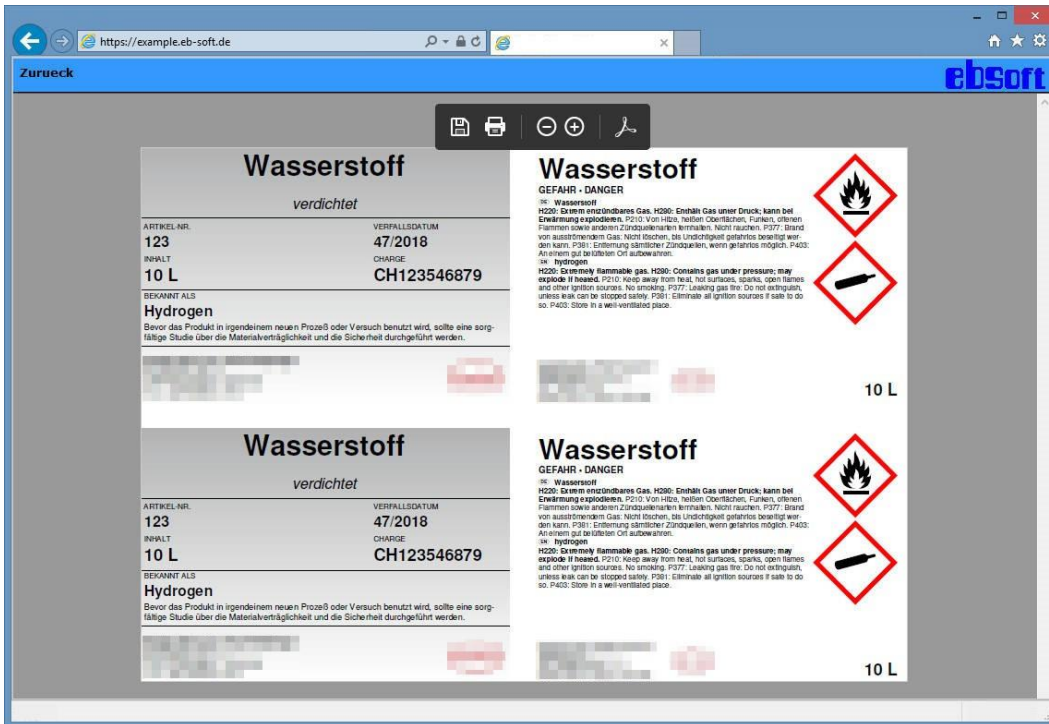 https://example.eb-soft.de
Zurueck
ebsoft
Wasserstoff
verdichtet
ARTIKEL-NR.
VERFALLSDATUM
123
47/2018
INHALT
CHARGE
10 L
CH123546879
BEKANNT ALS
Hydrogen
Bevor das Produkt in irgendeinem neuen Prozeß oder Versuch benutzt wird, sollte eine sorg-
fältige Studie über die Materialverträglichkeit und die Sicherheit durchgeführt werden.
Wasserstoff
GEFAHR • DANGER
DE Wasserstoff
H220: Extrem entzündbares Gas. H280: Enthält Gas unter Druck; kann bei
Erwärmung explodieren. P210: Von Hitze, heißen Oberflächen, Funken, offenen
Flammen sowie anderen Zündquellenarten fernhalten. Nicht rauchen. P377: Brand
von ausströmendem Gas: Nicht löschen, bis Undichtigkeit gefahrlos beseitigt wer-
den kann. P381: Entfernung sämtlicher Zündquellen, wenn gefahrlos möglich. P403:
An einem gut belüfteten Ort aufbewahren.
EN hydrogen
H220: Extremely flammable gas. H280: Contains gas under pressure; may
explode if heated. P210: Keep away from heat, hot surfaces, sparks, open flames
and other ignition sources. No smoking. P377: Leaking gas fire: Do not extinguish,
unless leak can be stopped safely. P381: Eliminate all ignition sources if safe to do
so. P403: Store in a well-ventilated place.
10 L
Wasserstoff
verdichtet
ARTIKEL-NR.
VERFALLSDATUM
123
47/2018
INHALT
CHARGE
10 L
CH123546879
BEKANNT ALS
Hydrogen
Bevor das Produkt in irgendeinem neuen Prozeß oder Versuch benutzt wird, sollte eine sorg-
fältige Studie über die Materialverträglichkeit und die Sicherheit durchgeführt werden.
Wasserstoff
GEFAHR • DANGER
DE Wasserstoff
H220: Extrem entzündbares Gas. H280: Enthält Gas unter Druck; kann bei
Erwärmung explodieren. P210: Von Hitze, heißen Oberflächen, Funken, offenen
Flammen sowie anderen Zündquellenarten fernhalten. Nicht rauchen. P377: Brand
von ausströmendem Gas: Nicht löschen, bis Undichtigkeit gefahrlos beseitigt wer-
den kann. P381: Entfernung sämtlicher Zündquellen, wenn gefahrlos möglich. P403:
An einem gut belüfteten Ort aufbewahren.
EN hydrogen
H220: Extremely flammable gas. H280: Contains gas under pressure; may
explode if heated. P210: Keep away from heat, hot surfaces, sparks, open flames
and other ignition sources. No smoking. P377: Leaking gas fire: Do not extinguish,
unless leak can be stopped safely. P381: Eliminate all ignition sources if safe to do
so. P403: Store in a well-ventilated place.
10 L